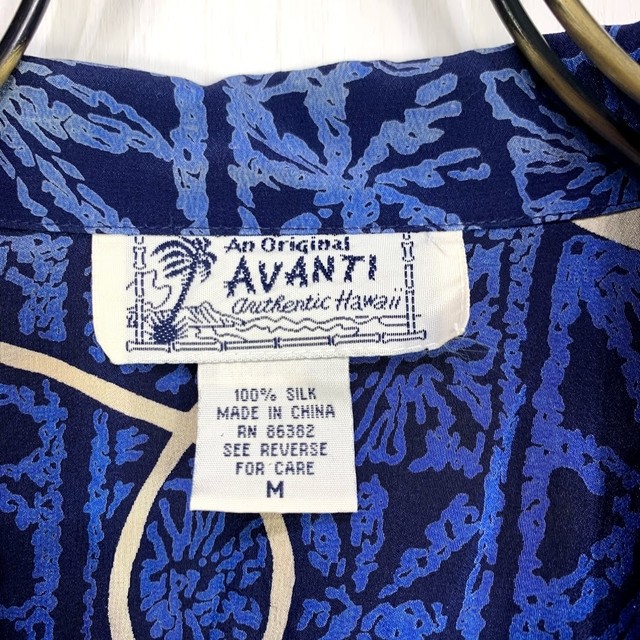 An Original
AVANTI
Authentic Hawaii
100% SILK
MADE IN CHINA
RN 86382
SEE REVERSE
FOR CARE
M